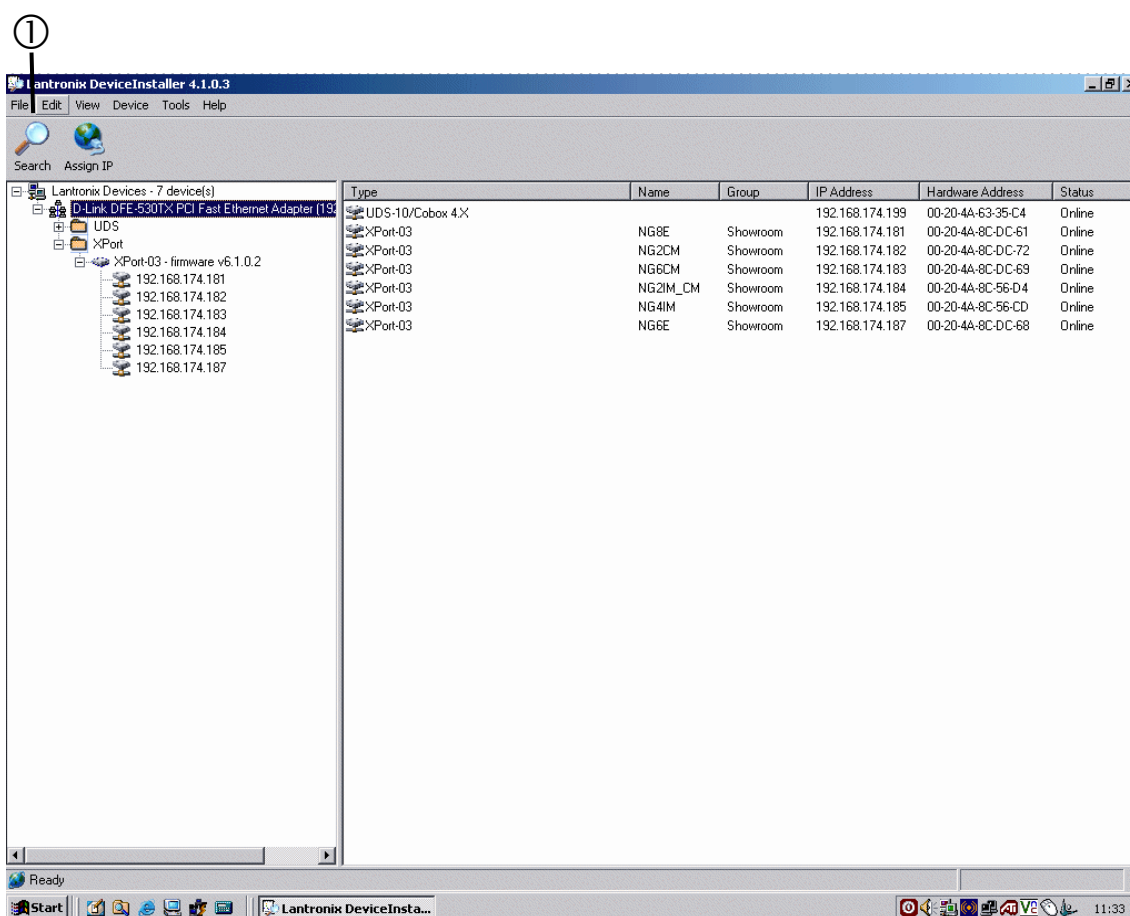 ①
Lantronix DeviceInstaller 4.1.0.3
File Edit View Device Tools Help
Search Assign IP
Lantronix Devices - 7 device(s)
D-Link DFE-530TX PCI Fast Ethernet Adapter (192
UDS
XPort
XPort-03 - firmware v6.1.0.2
192.168.174.181
192.168.174.182
192.168.174.183
192.168.174.184
192.168.174.185
192.168.174.187
Type Name Group IP Address Hardware Address Status
UDS-10/Cobox 4.X 192.168.174.199 00-20-4A-63-35-C4 Online
XPort-03 NG8E Showroom 192.168.174.181 00-20-4A-8C-DC-61 Online
XPort-03 NG2CM Showroom 192.168.174.182 00-20-4A-8C-DC-72 Online
XPort-03 NG6CM Showroom 192.168.174.183 00-20-4A-8C-DC-69 Online
XPort-03 NG2IM_CM Showroom 192.168.174.184 00-20-4A-8C-56-D4 Online
XPort-03 NG4IM Showroom 192.168.174.185 00-20-4A-8C-56-CD Online
XPort-03 NG6E Showroom 192.168.174.187 00-20-4A-8C-DC-68 Online
Ready
Start Lantronix DeviceInsta... 11:33